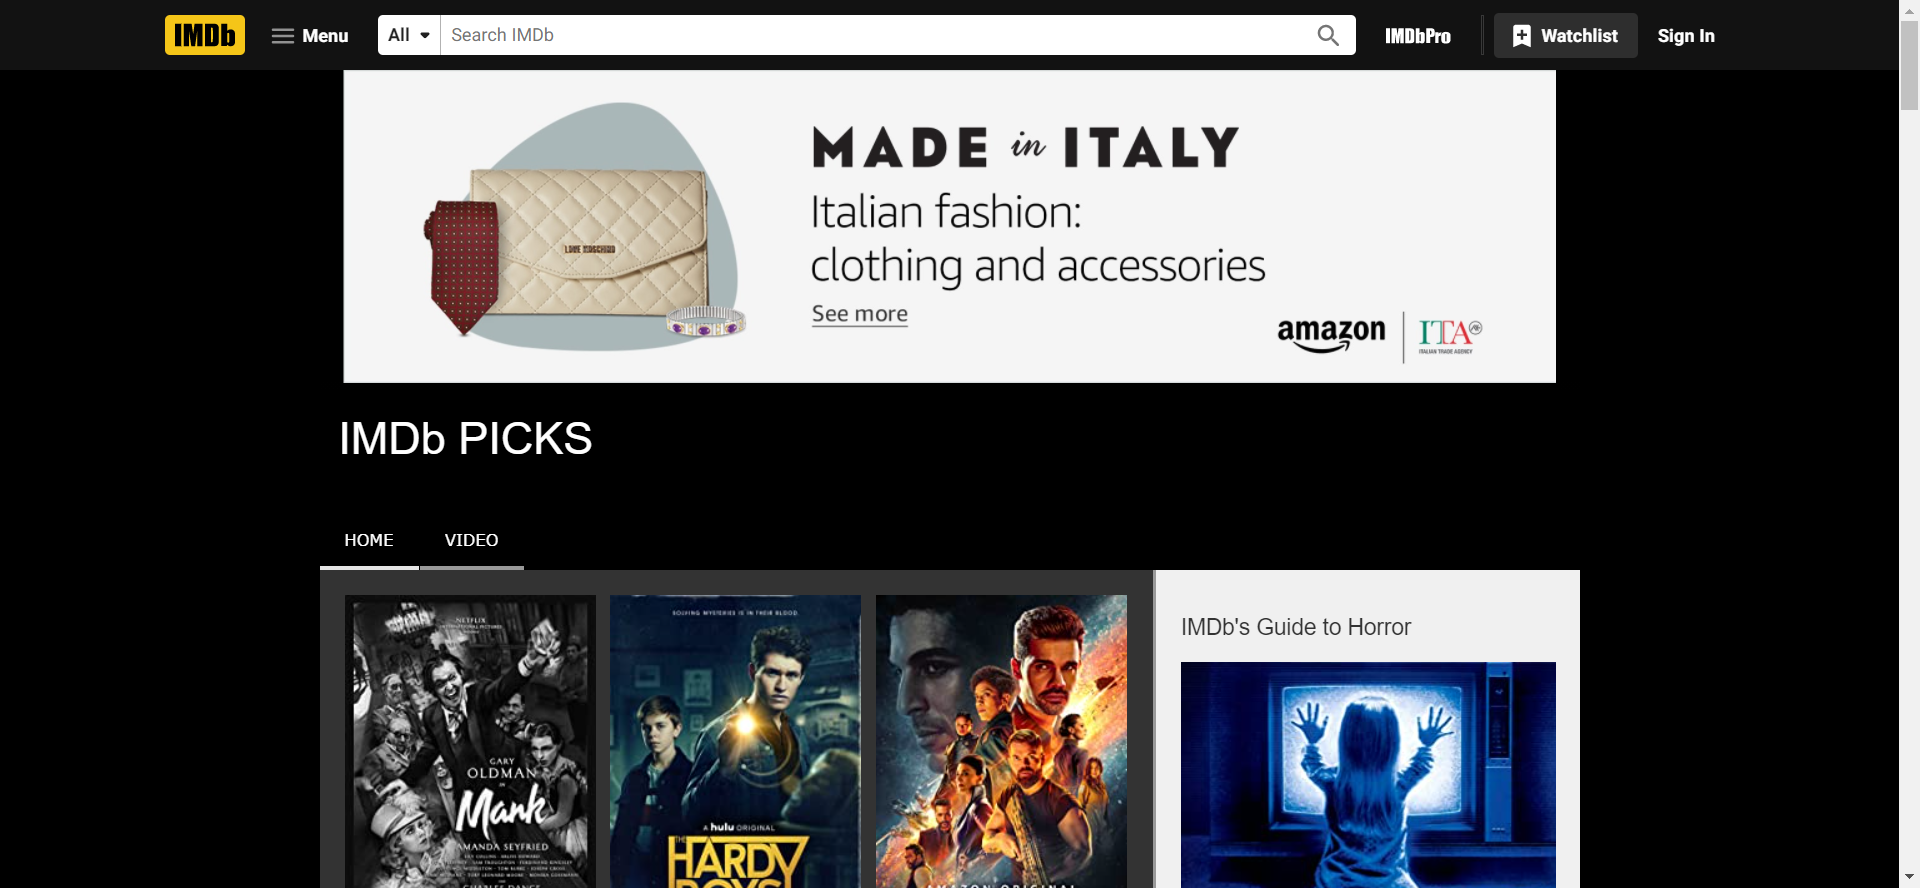 IMDb
Menu
All
Search IMDb
IMDbPro
Watchlist
Sign In
LOVE MOSCHINO
MADE in ITALY
Italian fashion:
clothing and accessories
See more
amazon
ITA
ITALIAN TRADE AGENCY
IMDb PICKS
HOME
VIDEO
IMDb's Guide to Horror
NETFLIX
GARY
OLDMAN
Mank
AMANDA SEYFRIED
CHARLES DANCE
SOLVING MYSTERIES IS IN THEIR BLOOD
A hulu ORIGINAL
THE
HARDY
BOYS
AMAZON ORIGINAL